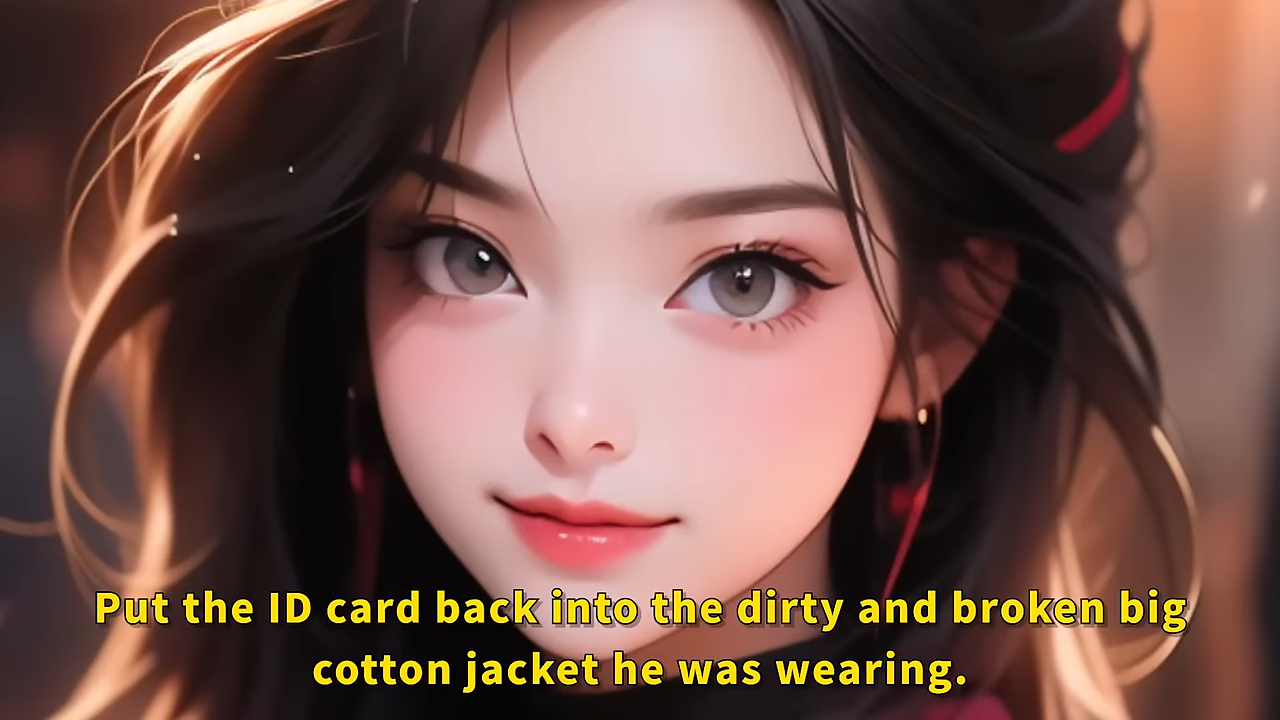 Put the ID card back into the dirty and broken big
cotton jacket he was wearing.